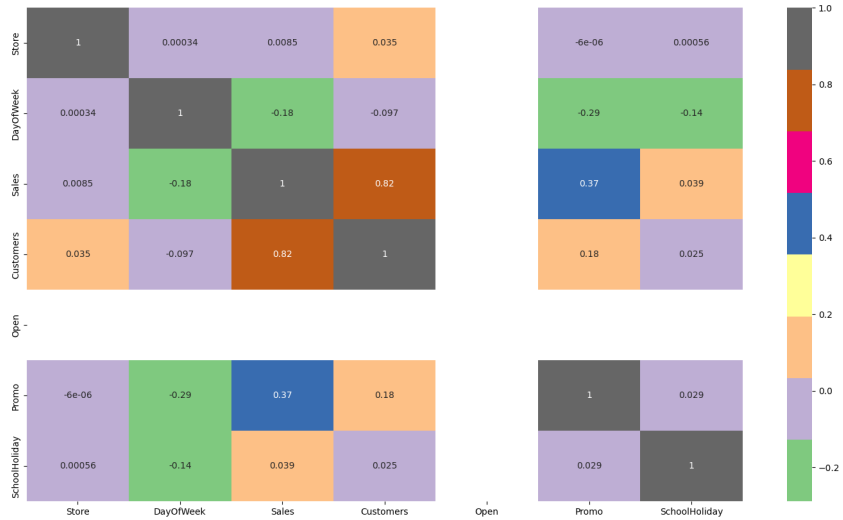 1.0
Store 1 0.00034 0.0085 0.035 -6e-06 0.00056
0.8
DayOfWeek 0.00034 1 -0.18 -0.097 -0.29 -0.14
0.6
Sales 0.0085 -0.18 1 0.82 0.37 0.039
0.4
Customers 0.035 -0.097 0.82 1 0.18 0.025
0.2
Open
0.0
Promo -6e-06 -0.29 0.37 0.18 1 0.029
SchoolHoliday 0.00056 -0.14 0.039 0.025 0.029 1
−0.2
Store DayOfWeek Sales Customers Open Promo SchoolHoliday